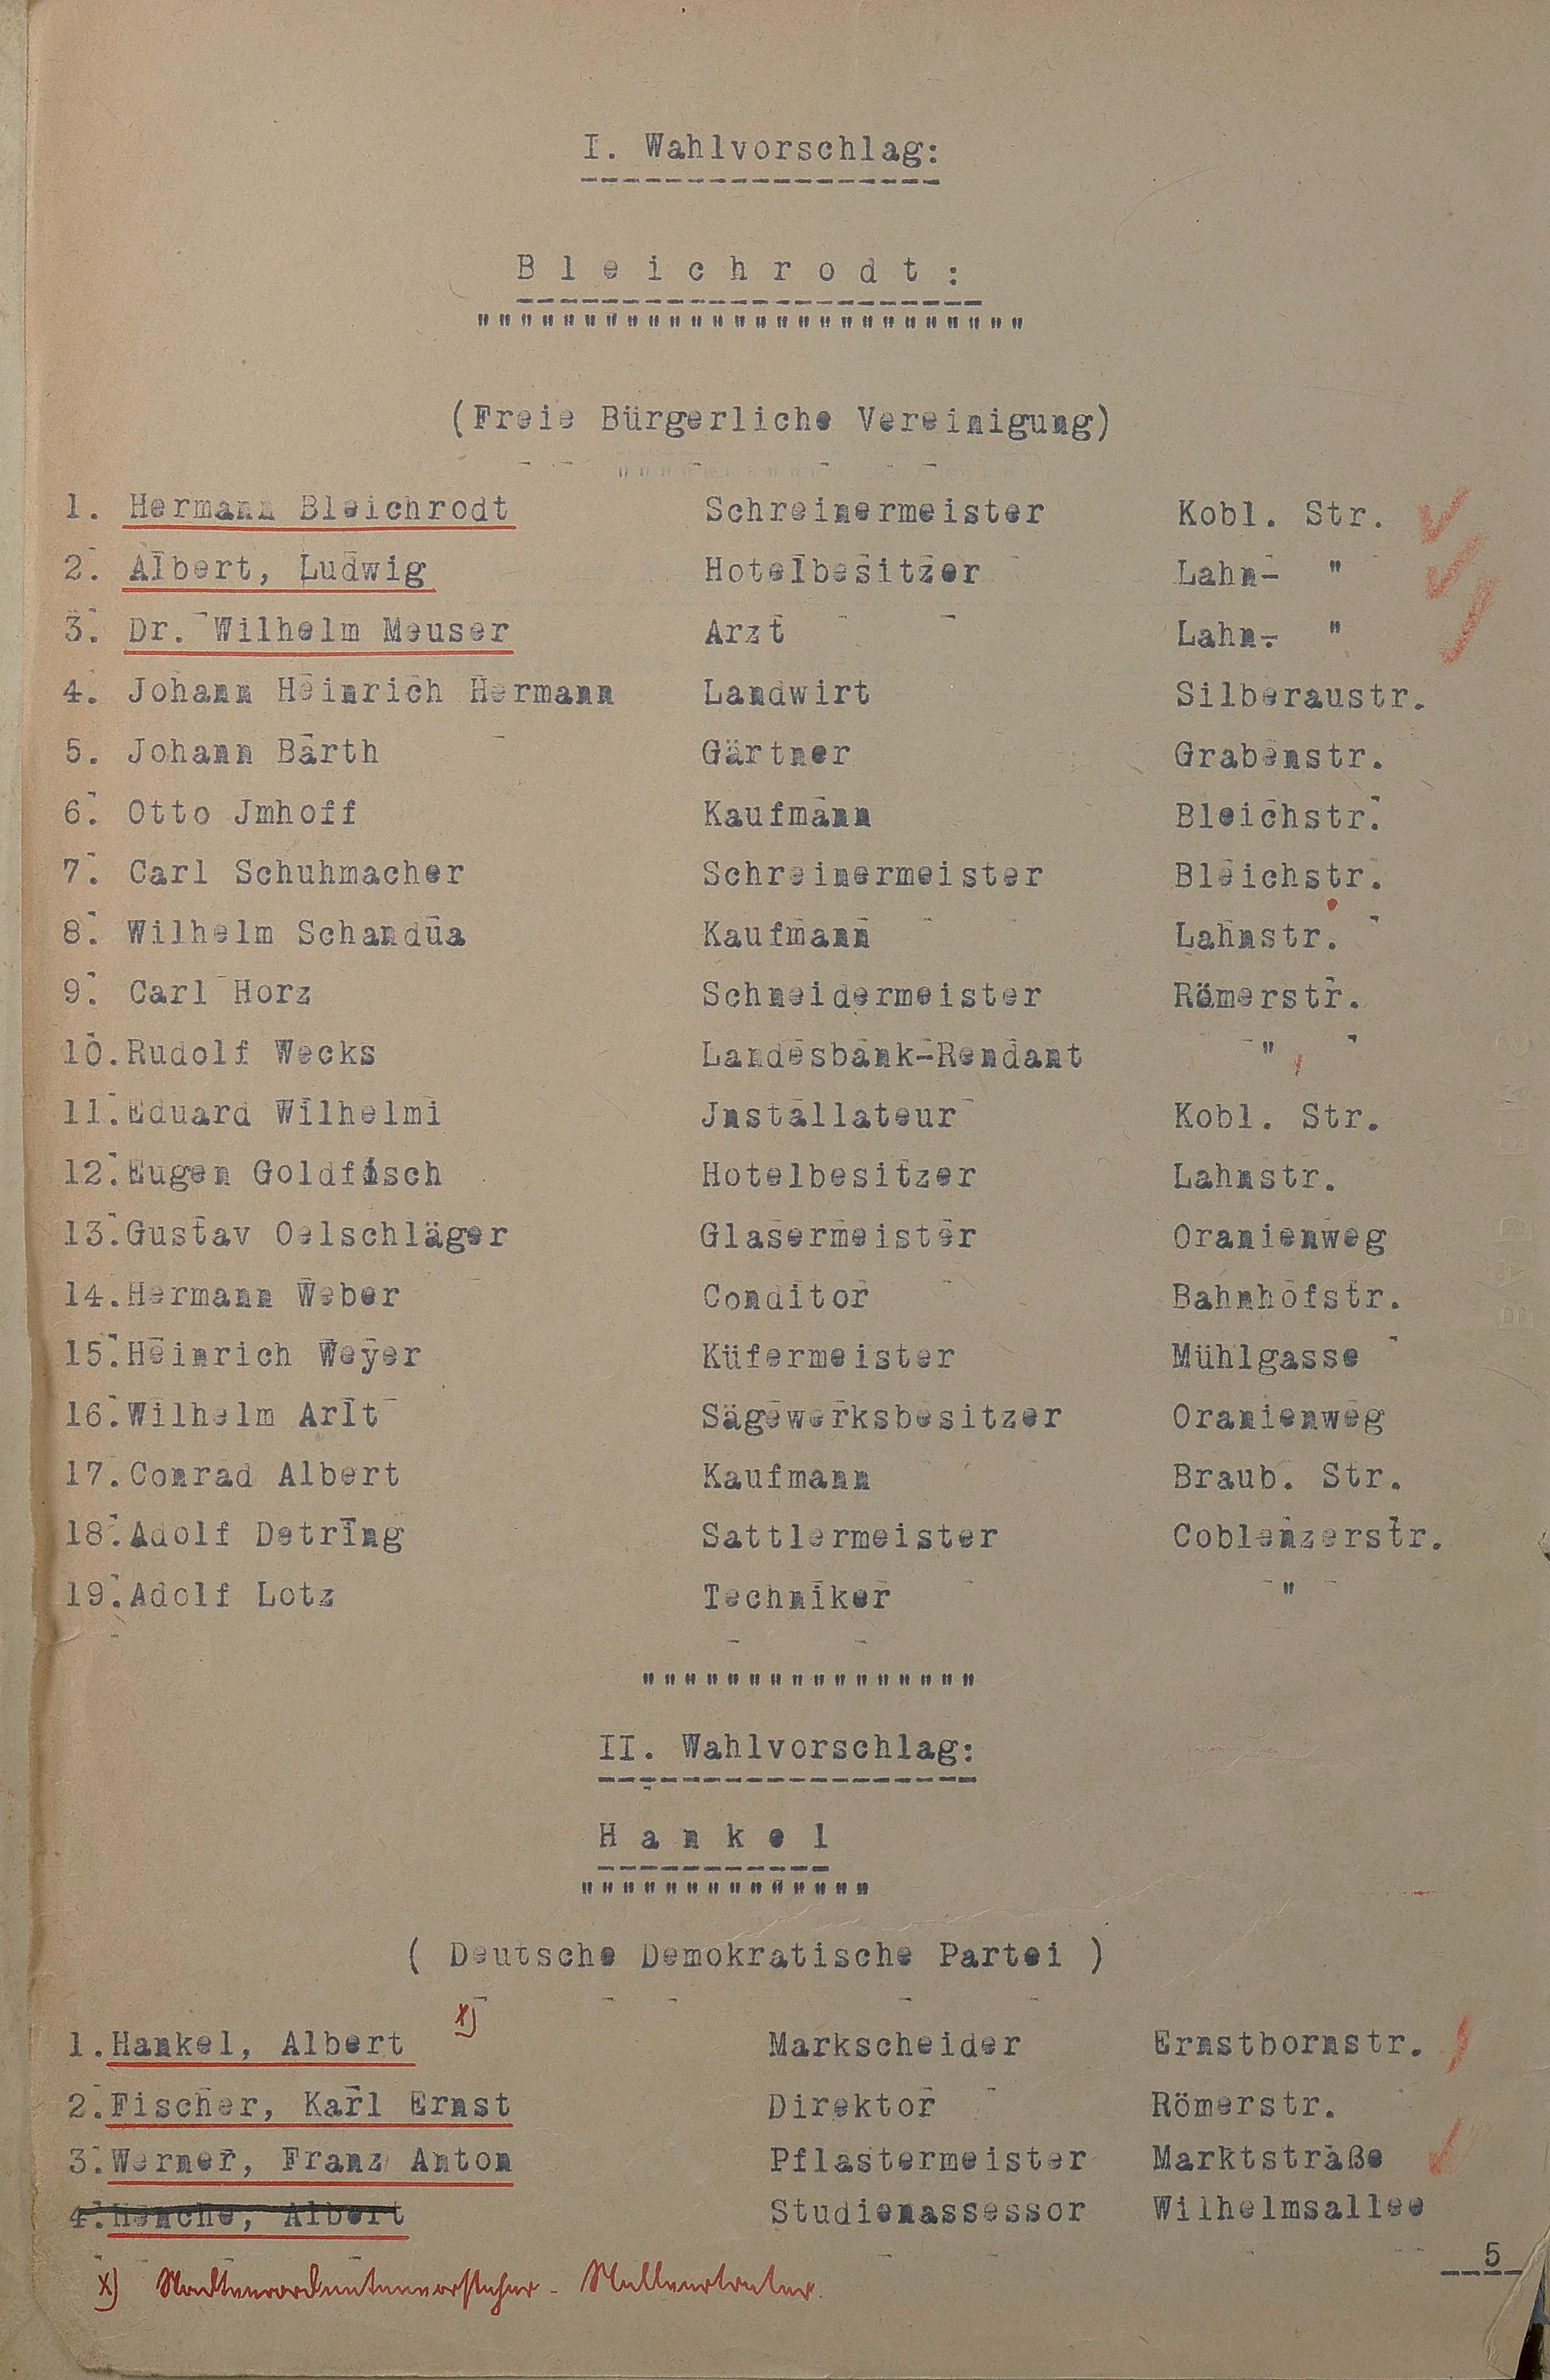 I. Wahlvorschlag:
B l e i c h r o d t :
"""""""""""""""""""""""""" 
(Freie Bürgerliche Vereinigung)
1. Hermann Bleichrodt Schreinermeister Kobl. Str.
2. Albert, Ludwig Hotelbesitzer Lahn- "
3. Dr. Wilhelm Meuser Arzt Lahn- "
4. Johann Heinrich Hermann Landwirt Silberaustr.
5. Johann Barth Gärtner Grabenstr.
6. Otto Jmhoff Kaufmann Bleichstr.
7. Carl Schuhmacher Schreinermeister Bleichstr.
8. Wilhelm Schandua Kaufmann Lahnstr.
9. Carl Horz Schneidermeister Römerstr.
10. Rudolf Wecks Landesbank-Rendant "
11. Eduard Wilhelmi Jnstallateur Kobl. Str.
12. Eugen Goldfisch Hotelbesitzer Lahnstr.
13. Gustav Oelschläger Glasermeister Oranienweg
14. Hermann Weber Conditor Bahnhofstr.
15. Heinrich Weyer Küfermeister Mühlgasse
16. Wilhelm Arlt Sägewerksbesitzer Oranienweg
17. Conrad Albert Kaufmann Braub. Str.
18. Adolf Detring Sattlermeister Coblenzerstr.
19. Adolf Lotz Techniker "
""""""""""""""""
II. Wahlvorschlag:
H a n k e l
""""""""""""""
( Deutsche Demokratische Partei )
x)
1. Hankel, Albert Markscheider Ernstbornstr.
2. Fischer, Karl Ernst Direktor Römerstr.
3. Werner, Franz Anton Pflastermeister Marktstraße
4. Henche, Albert Studienassessor Wilhelmsallee
5
x) Stadtverordnetenvorsteher - Stellvertreter.